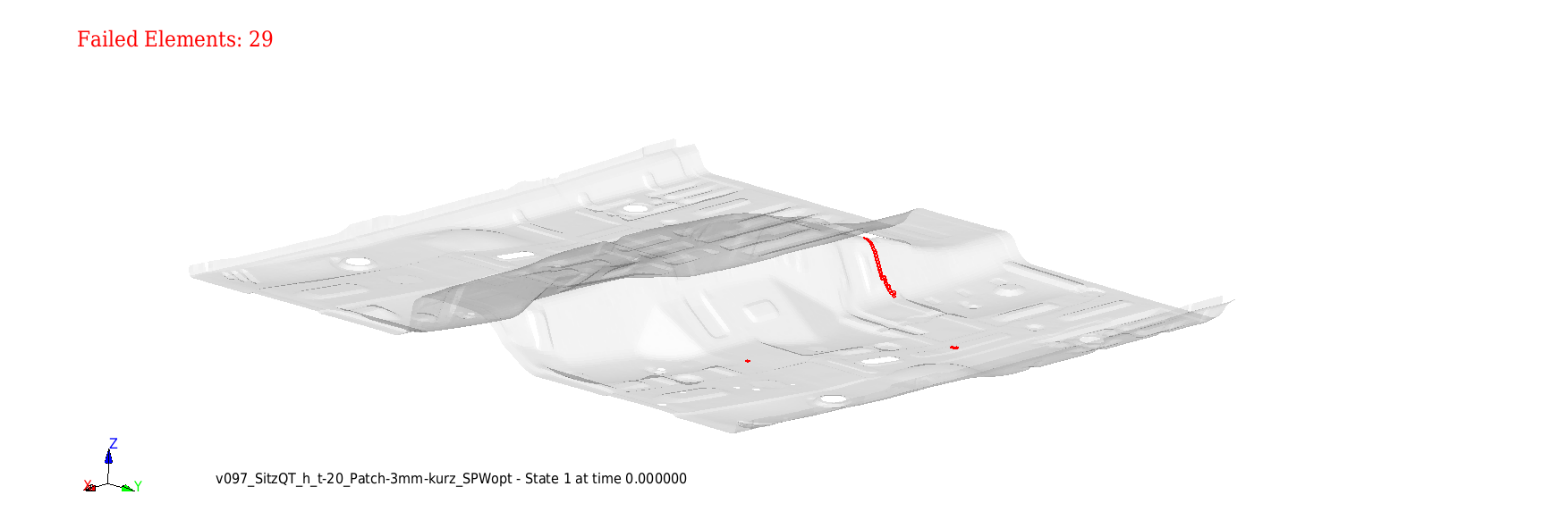 Failed Elements: 29
Z
X
Y
v097_SitzQT_h_t-20_Patch-3mm-kurz_SPWopt - State 1 at time 0.000000